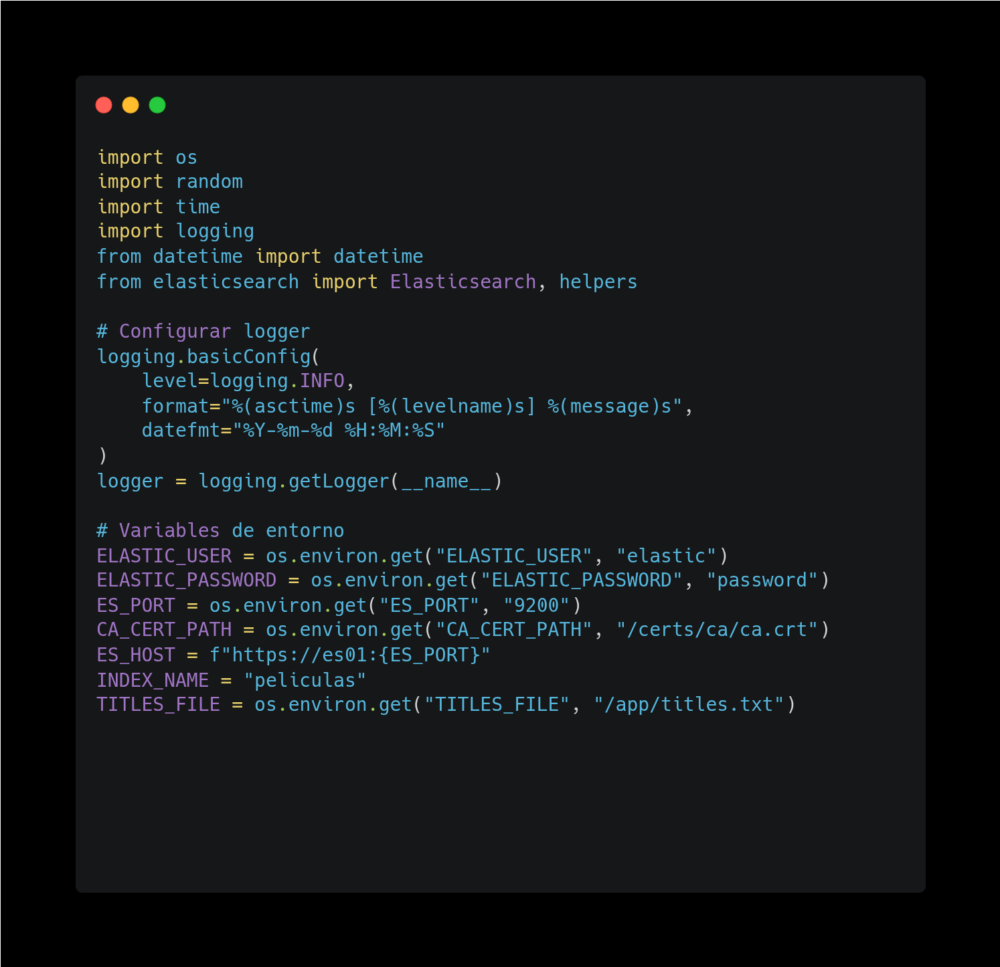 import os
import random
import time
import logging
from datetime import datetime
from elasticsearch import Elasticsearch, helpers

# Configurar logger
logging.basicConfig(
    level=logging.INFO,
    format="%(asctime)s [%(levelname)s] %(message)s",
    datefmt="%Y-%m-%d %H:%M:%S"
)
logger = logging.getLogger(__name__)

# Variables de entorno
ELASTIC_USER = os.environ.get("ELASTIC_USER", "elastic")
ELASTIC_PASSWORD = os.environ.get("ELASTIC_PASSWORD", "password")
ES_PORT = os.environ.get("ES_PORT", "9200")
CA_CERT_PATH = os.environ.get("CA_CERT_PATH", "/certs/ca/ca.crt")
ES_HOST = f"https://es01:{ES_PORT}"
INDEX_NAME = "peliculas"
TITLES_FILE = os.environ.get("TITLES_FILE", "/app/titles.txt")